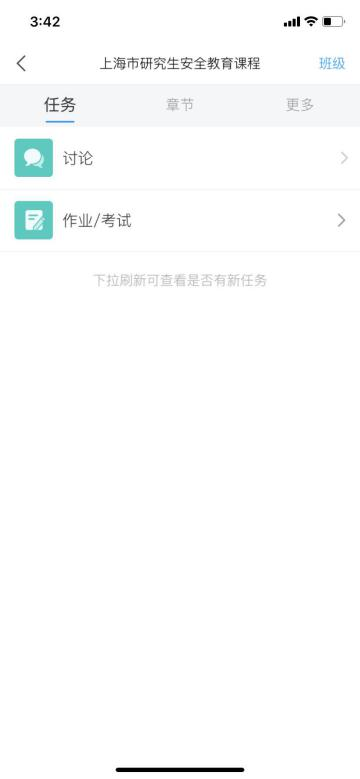 3:42
上海市研究生安全教育课程
班级
任务
章节
更多
讨论
作业/考试
下拉刷新可查看是否有新任务